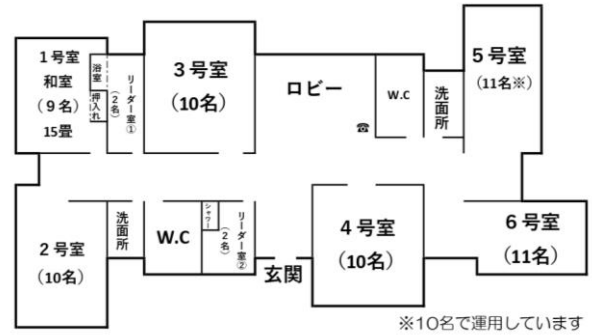 1号室
和室
(9名)
15畳
浴室
押入れ
リーダー室①
(2名)
3号室
(10名)
ロビー
☎
W.C
洗面所
5号室
(11名※)
2号室
(10名)
洗面所
W.C
シャワー
リーダー室②
(2名)
玄関
4号室
(10名)
6号室
(11名)
※10名で運用しています